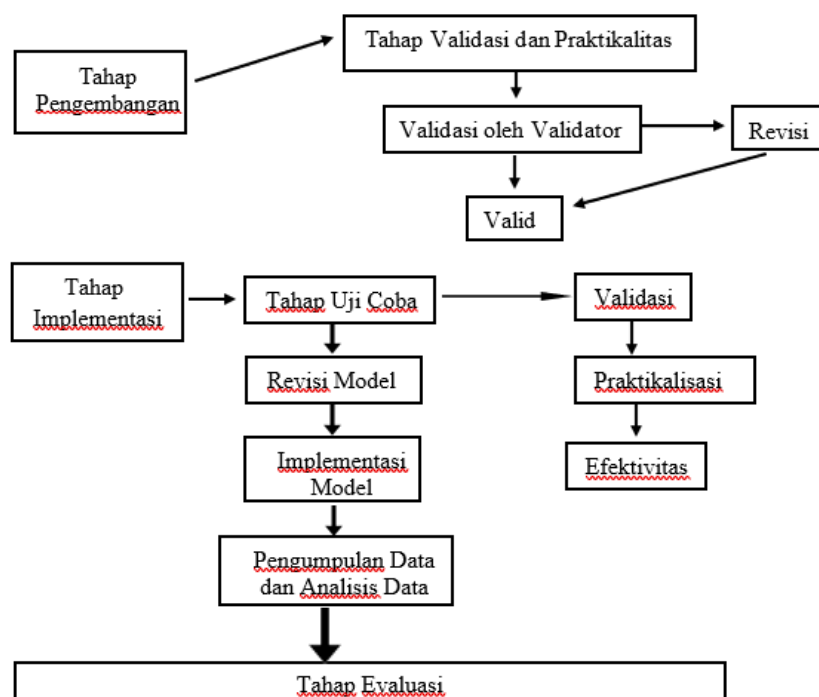 Tahap Validasi dan Praktikalitas
Tahap
Pengembangan
Validasi oleh Validator
Revisi
Valid
Tahap
Implementasi
Tahap Uji Coba
Validasi
Revisi Model
Praktikalisasi
Implementasi
Model
Efektivitas
Pengumpulan Data
dan Analisis Data
Tahap Evaluasi